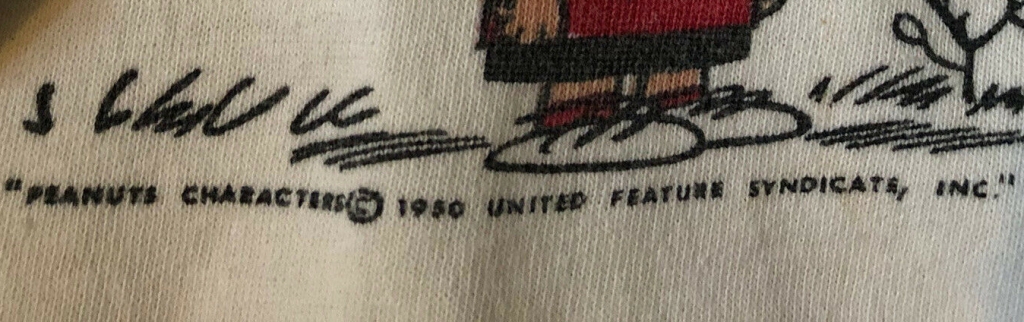 "PEANUTS CHARACTERS© 1950 UNITED FEATURE SYNDICATE, INC."